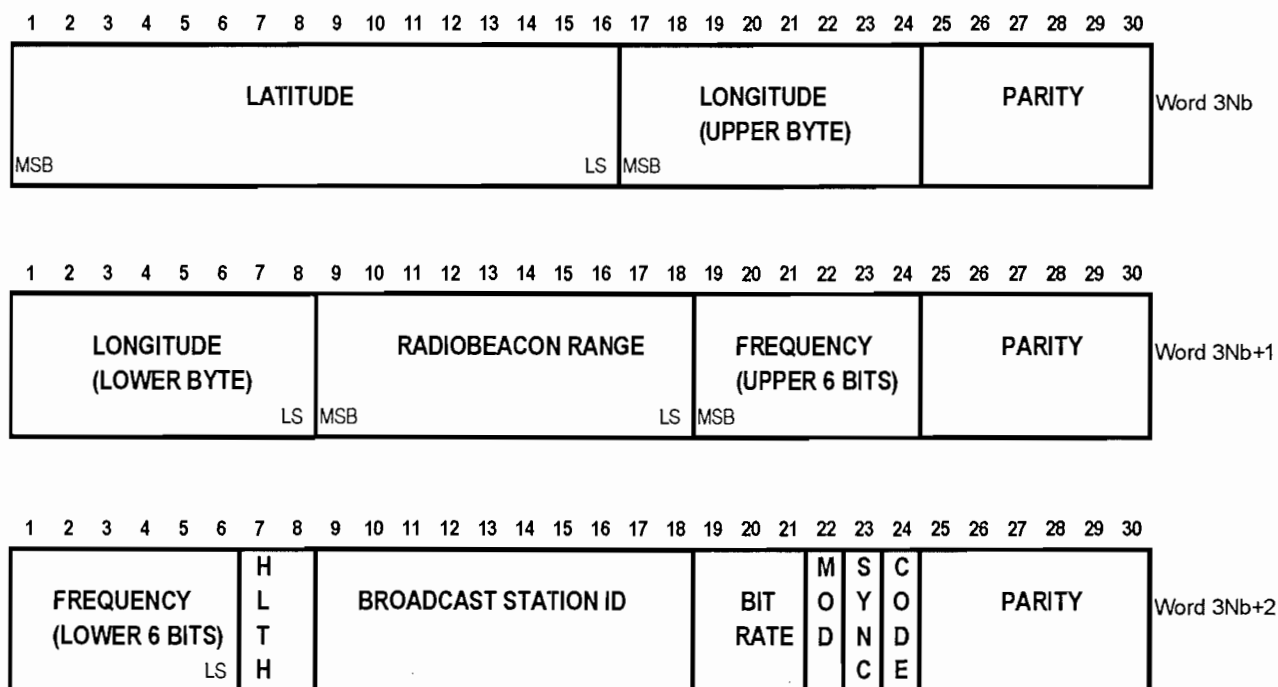 1 2 3 4 5 6 7 8 9 10 11 12 13 14 15 16 17 18 19 20 21 22 23 24 25 26 27 28 29 30
LATITUDE LONGITUDE PARITY Word 3Nb
(UPPER BYTE)
MSB LS MSB
1 2 3 4 5 6 7 8 9 10 11 12 13 14 15 16 17 18 19 20 21 22 23 24 25 26 27 28 29 30
LONGITUDE RADIOBEACON RANGE FREQUENCY PARITY Word 3Nb+1
(LOWER BYTE) (UPPER 6 BITS)
LS MSB LS MSB
1 2 3 4 5 6 7 8 9 10 11 12 13 14 15 16 17 18 19 20 21 22 23 24 25 26 27 28 29 30
FREQUENCY
(LOWER 6 BITS)
LS
H
L
T
H
BROADCAST STATION ID
BIT
RATE
M
O
D
S
Y
N
C
C
O
D
E
PARITY
Word 3Nb+2